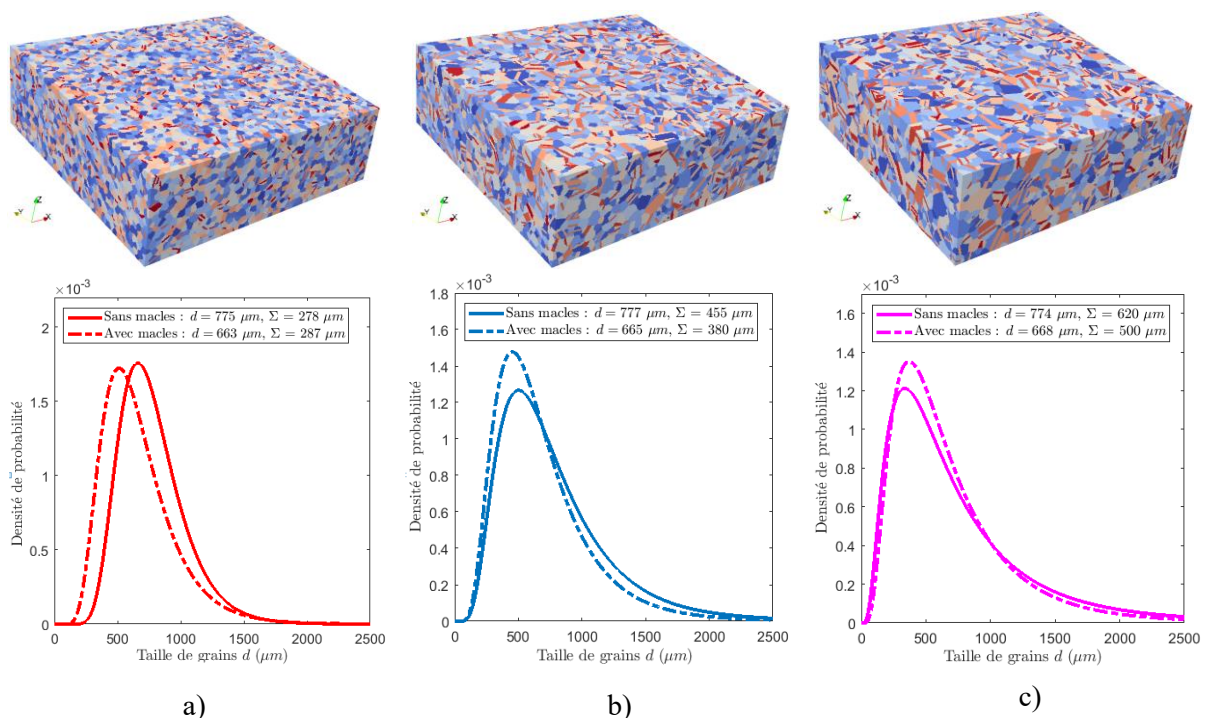 Y Z X
Y Z X
Y Z X
×10⁻³
Sans macles : d = 775 μm, Σ = 278 μm
Avec macles : d = 663 μm, Σ = 287 μm
2
1.5
1
0.5
0
Densité de probabilité
0 500 1000 1500 2000 2500
Taille de grains d (μm)
a)
×10⁻³
Sans macles : d = 777 μm, Σ = 455 μm
Avec macles : d = 665 μm, Σ = 380 μm
1.8
1.6
1.4
1.2
1
0.8
0.6
0.4
0.2
0
Densité de probabilité
0 500 1000 1500 2000 2500
Taille de grains d (μm)
b)
×10⁻³
Sans macles : d = 774 μm, Σ = 620 μm
Avec macles : d = 668 μm, Σ = 500 μm
1.6
1.4
1.2
1
0.8
0.6
0.4
0.2
0
Densité de probabilité
0 500 1000 1500 2000 2500
Taille de grains d (μm)
c)